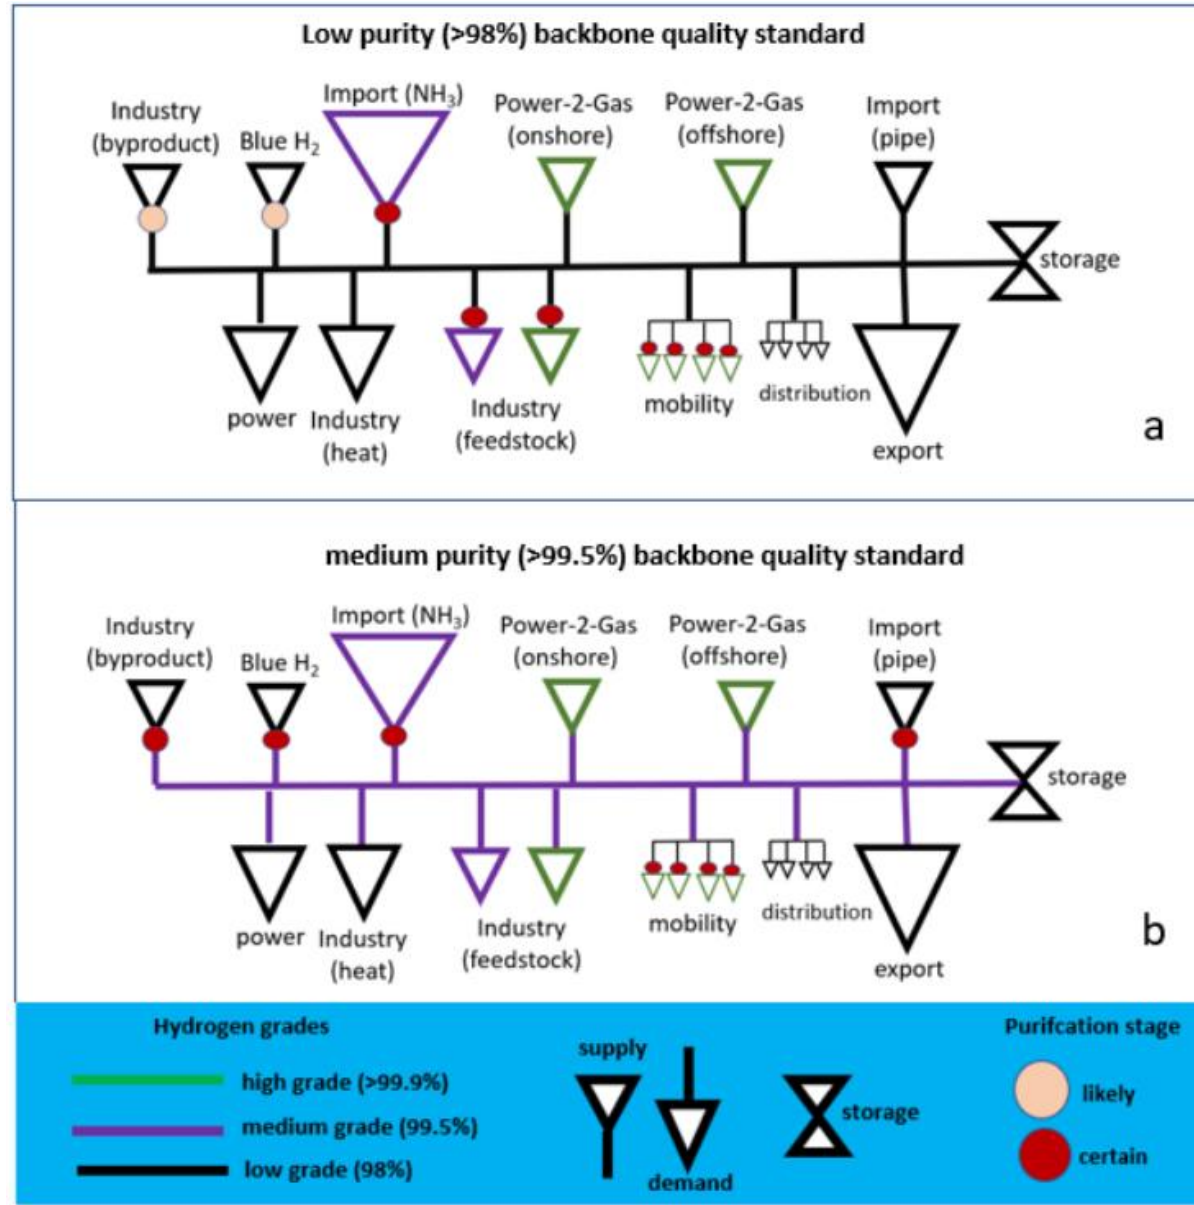 Low purity (>98%) backbone quality standard
Industry
(byproduct)
Blue H₂
Import (NH₃)
Power-2-Gas
(onshore)
Power-2-Gas
(offshore)
Import
(pipe)
storage
power
Industry
(heat)
Industry
(feedstock)
mobility
distribution
export
a
medium purity (>99.5%) backbone quality standard
Industry
(byproduct)
Blue H₂
Import (NH₃)
Power-2-Gas
(onshore)
Power-2-Gas
(offshore)
Import
(pipe)
storage
power
Industry
(heat)
Industry
(feedstock)
mobility
distribution
export
b
Hydrogen grades
high grade (>99.9%)
medium grade (99.5%)
low grade (98%)
supply
demand
storage
Purifcation stage
likely
certain